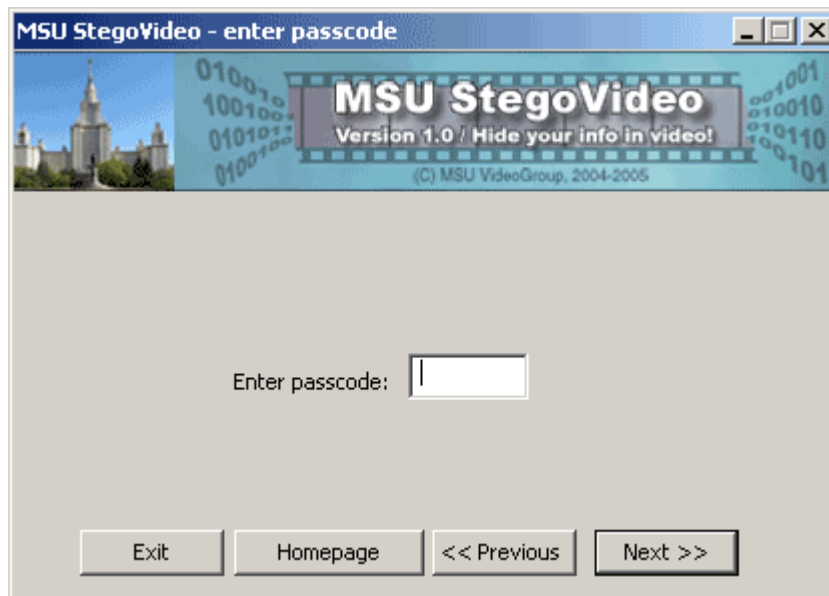 MSU StegoVideo - enter passcode
MSU StegoVideo
Version 1.0 / Hide your info in video!
(C) MSU VideoGroup, 2004-2005
Enter passcode:
Exit
Homepage
<< Previous
Next >>